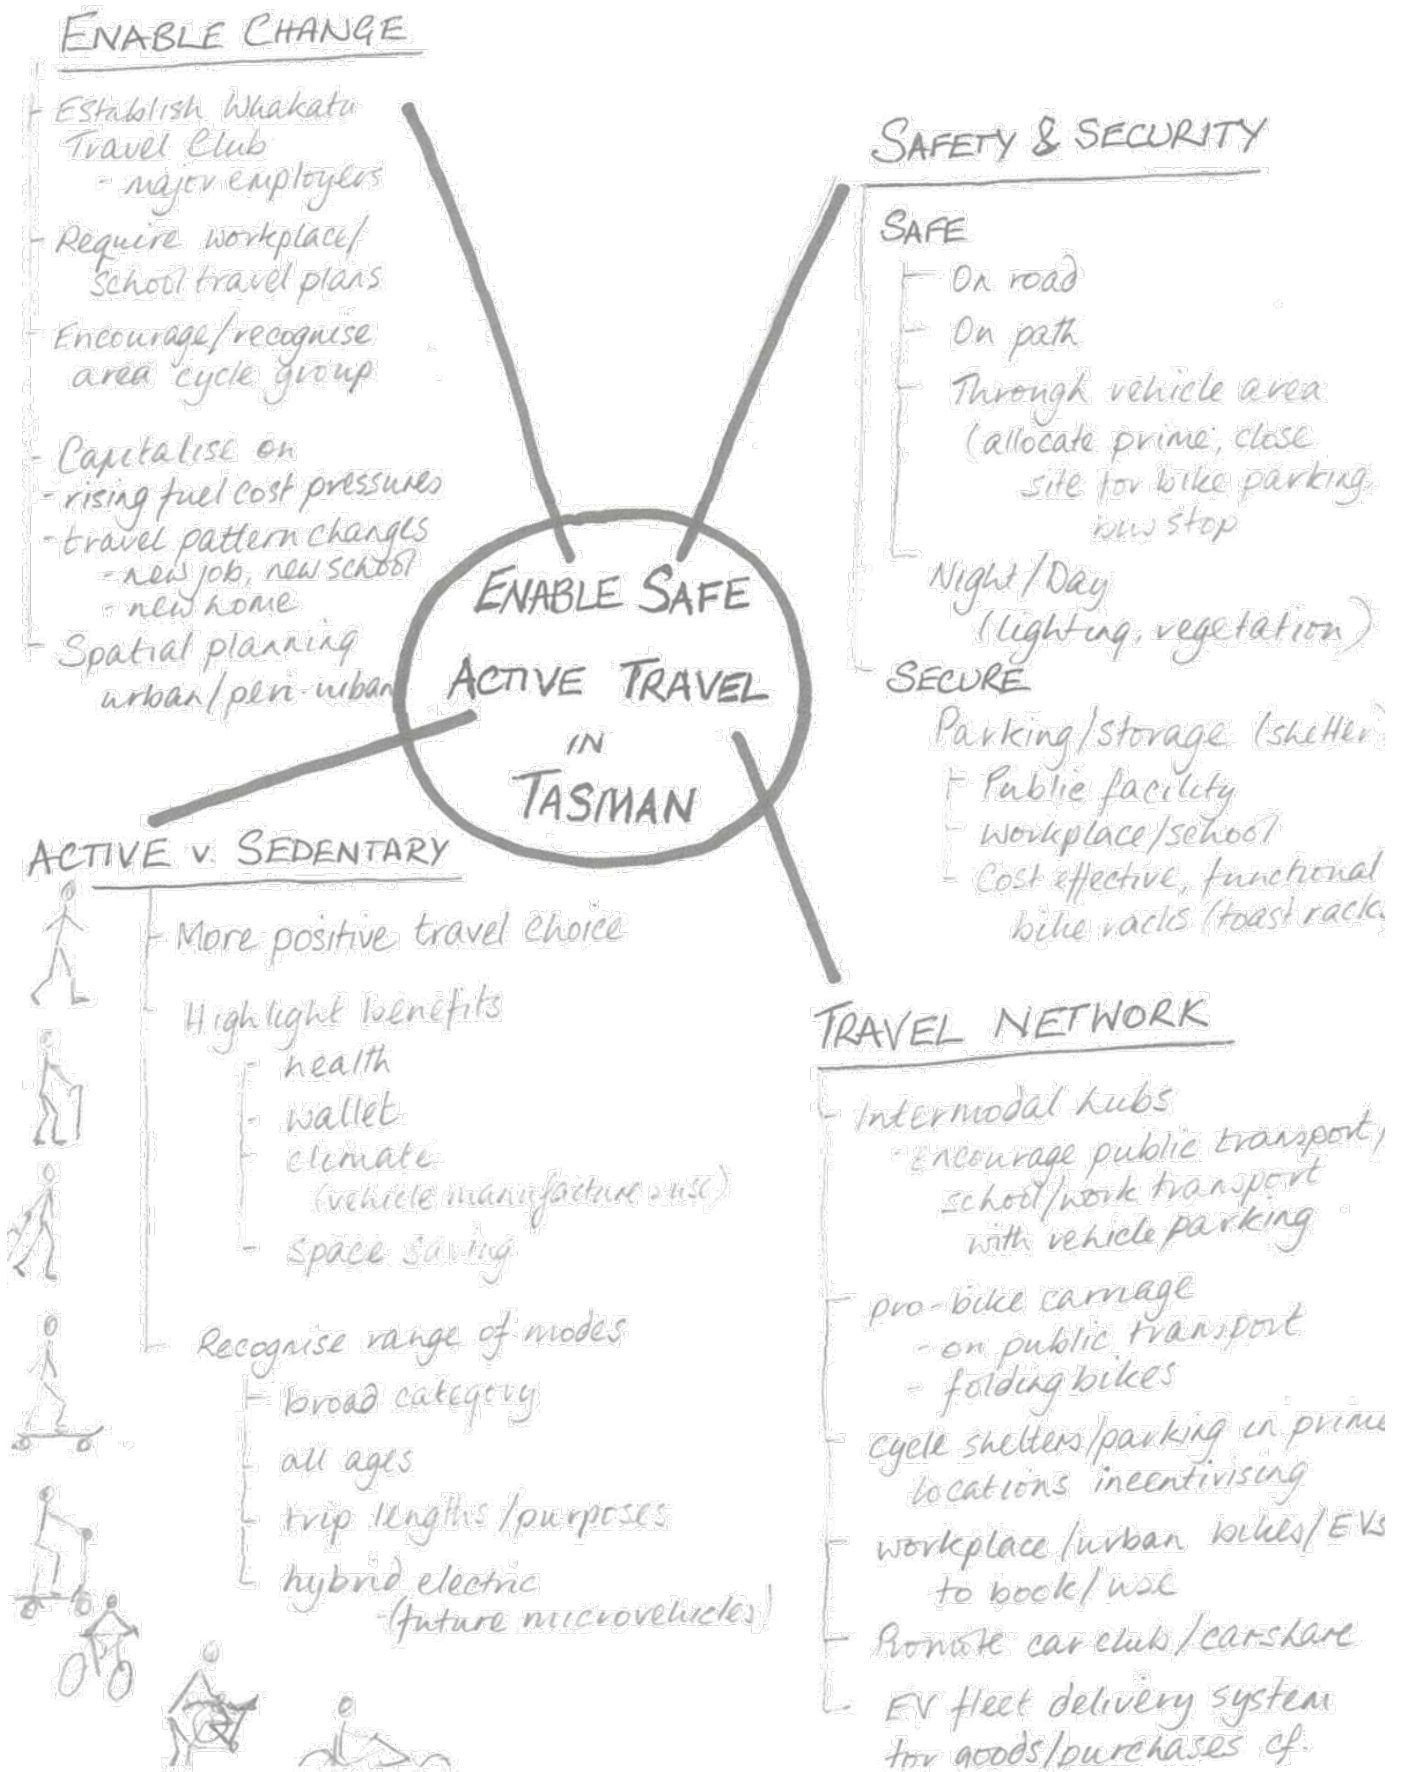 ENABLE CHANGE
- Establish Whakatu
Travel Club
- major employers
- Require workplace/
school travel plans
- Encourage/recognise
area cycle group
- Capitalise on
- rising fuel cost pressures
- travel pattern changes
- new job, new school
- new home
- Spatial planning
urban/peri-urban
SAFETY & SECURITY
SAFE
- On road
- On path
- Through vehicle area
(allocate prime, close
site for bike parking,
bus stop
Night/Day
(lighting, vegetation)
SECURE
Parking/storage (shelter)
- Public facility
- workplace/school
- Cost effective, functional
bike racks (toast rack
ENABLE SAFE
ACTIVE TRAVEL
IN
TASMAN
ACTIVE v. SEDENTARY
- More positive travel choice
- Highlight benefits
- health
- wallet
- climate
(vehicle manufacture & use)
- space saving
- Recognise range of modes
- broad category
- all ages
- trip lengths/purposes
- hybrid electric
- (future microvehicles)
TRAVEL NETWORK
- Intermodal hubs
- encourage public transport,
school/work transport
with vehicle parking
- pro-bike carriage
- on public transport
- folding bikes
- cycle shelters/parking in prime
locations incentivising
- workplace/urban bikes/EVs
to book/use
- Promote car club/carshare
- EV fleet delivery system
for goods/purchases cf.